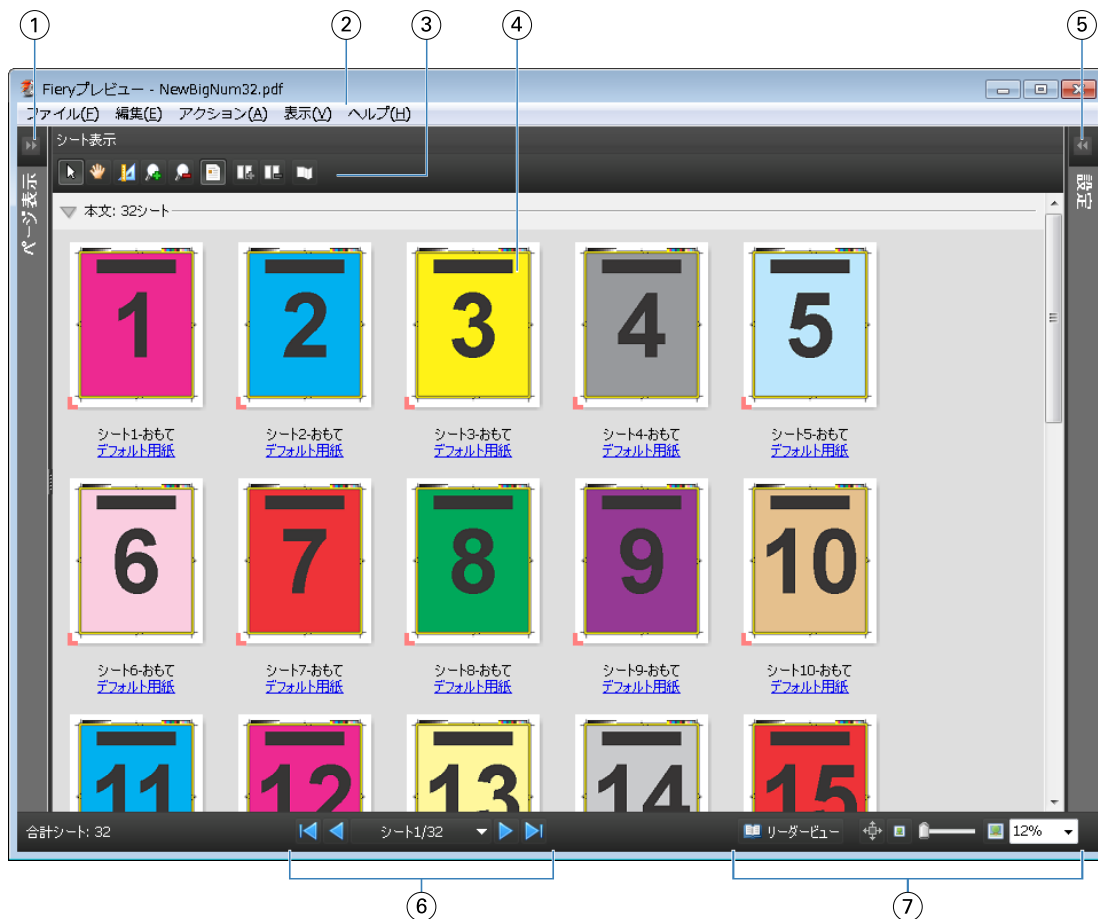 1
2
3
4
5
Fieryプレビュー - NewBigNum32.pdf
ファイル(F) 編集(E) アクション(A) 表示(V) ヘルプ(H)
シート表示
ページ表示
設定
本文: 32シート
1 2 3 4 5
シート1-おもて シート2-おもて シート3-おもて シート4-おもて シート5-おもて
デフォルト用紙 デフォルト用紙 デフォルト用紙 デフォルト用紙 デフォルト用紙
6 7 8 9 10
シート6-おもて シート7-おもて シート8-おもて シート9-おもて シート10-おもて
デフォルト用紙 デフォルト用紙 デフォルト用紙 デフォルト用紙 デフォルト用紙
11 12 13 14 15
合計シート: 32 シート1/32 リーダービュー 12%
6
7